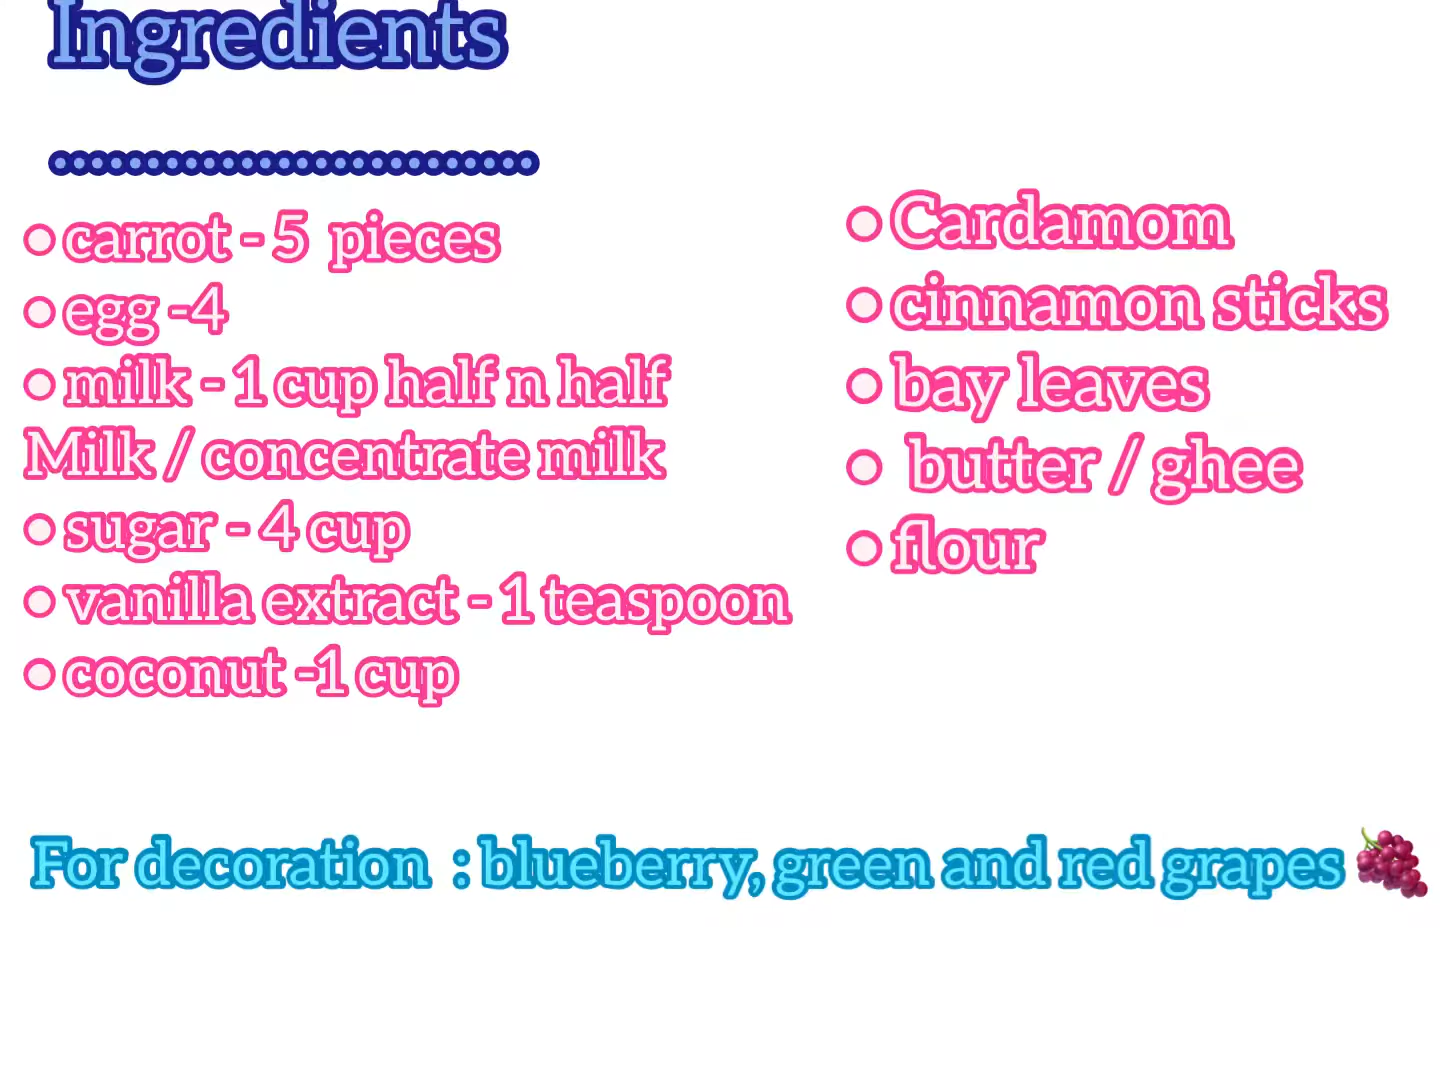 Ingredients
...........................
• carrot - 5 pieces
• egg -4
• milk - 1 cup half n half
Milk / concentrate milk
• sugar - 4 cup
• vanilla extract - 1 teaspoon
• coconut -1 cup
• Cardamom
• cinnamon sticks
• bay leaves
• butter / ghee
• flour
For decoration : blueberry, green and red grapes 🍇